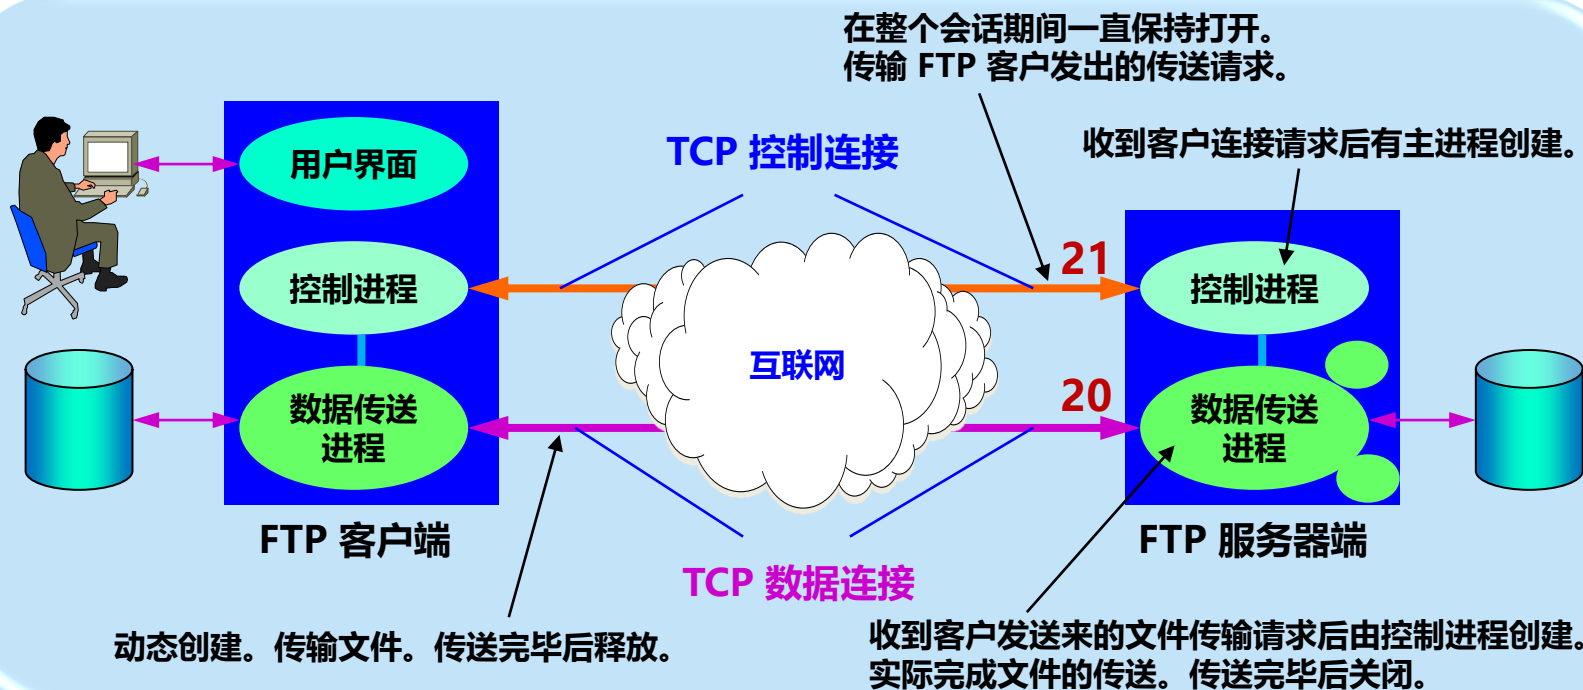 在整个会话期间一直保持打开。
传输 FTP 客户发出的传送请求。
TCP 控制连接
收到客户连接请求后有主进程创建。
用户界面
控制进程
21
控制进程
互联网
数据传送
进程
20
数据传送
进程
FTP 客户端
FTP 服务器端
TCP 数据连接
动态创建。传输文件。传送完毕后释放。
收到客户发送来的文件传输请求后由控制进程创建。
实际完成文件的传送。传送完毕后关闭。